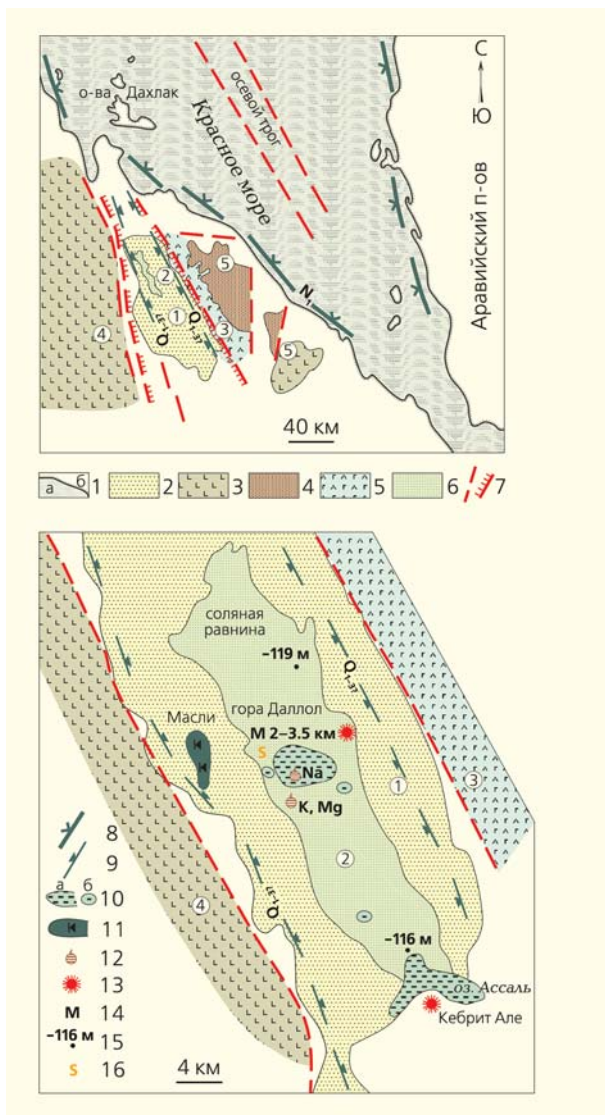 С
Ю
о-ва Дахлак
осевой трог
Красное море
Аравийский п-ов
N₁
5
2
1
Q₁₋₃?
Q₁₋₃?
3
4
5
40 км
а б 1 2 3 4 5 6 7
соляная
равнина
–119 м
Q₁₋₃?
гора Даллол
Масли
М 2–3.5 км
S
Nа
К, Mg
1
3
2
4
Q₁₋₃?
–116 м
оз. Ассаль
Кебрит Але
8
9
а б 10
К 11
12
13
М 14
–116 м 15
S 16
4 км